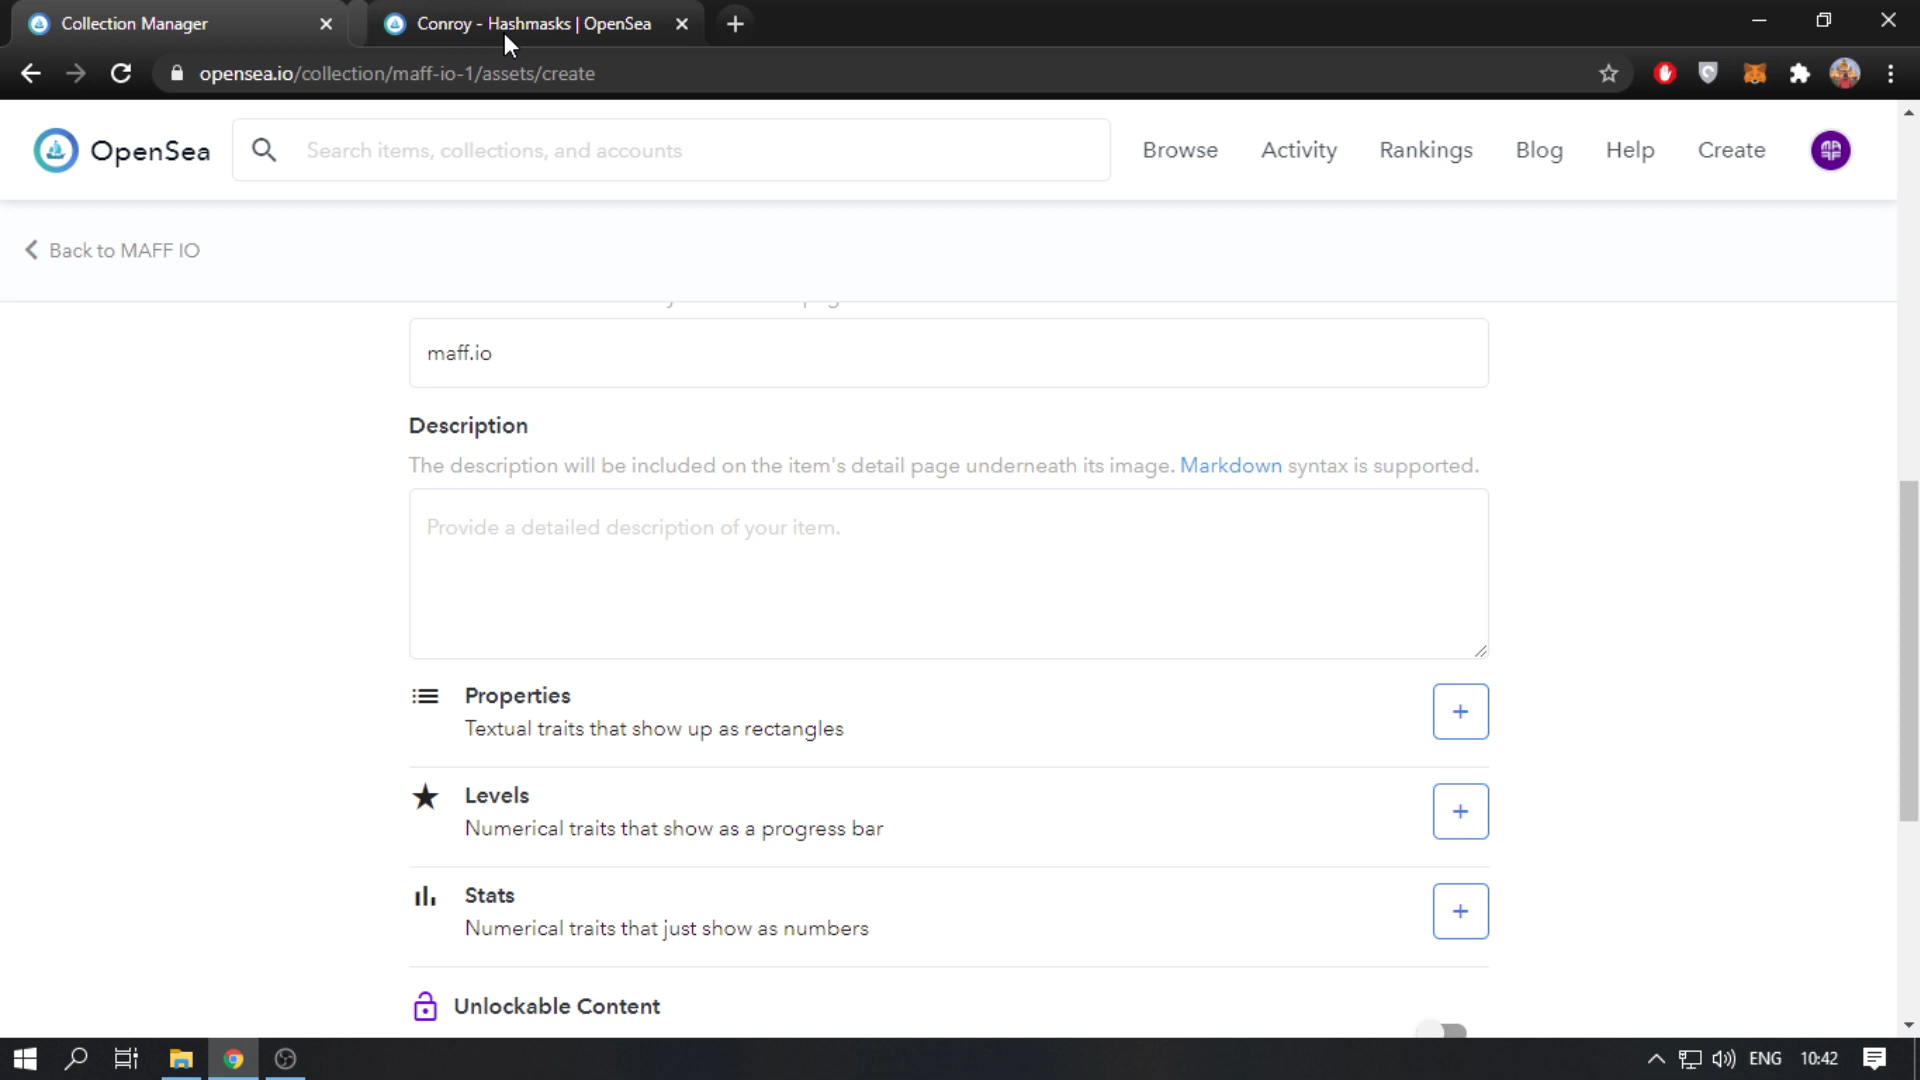 Collection Manager
Conroy - Hashmasks | OpenSea
opensea.io/collection/maff-io-1/assets/create
OpenSea
Search items, collections, and accounts
Browse
Activity
Rankings
Blog
Help
Create
Back to MAFF IO
maff.io
Description
The description will be included on the item's detail page underneath its image. Markdown syntax is supported.
Provide a detailed description of your item.
Properties
Textual traits that show up as rectangles
Levels
Numerical traits that show as a progress bar
Stats
Numerical traits that just show as numbers
Unlockable Content
ENG
10:42